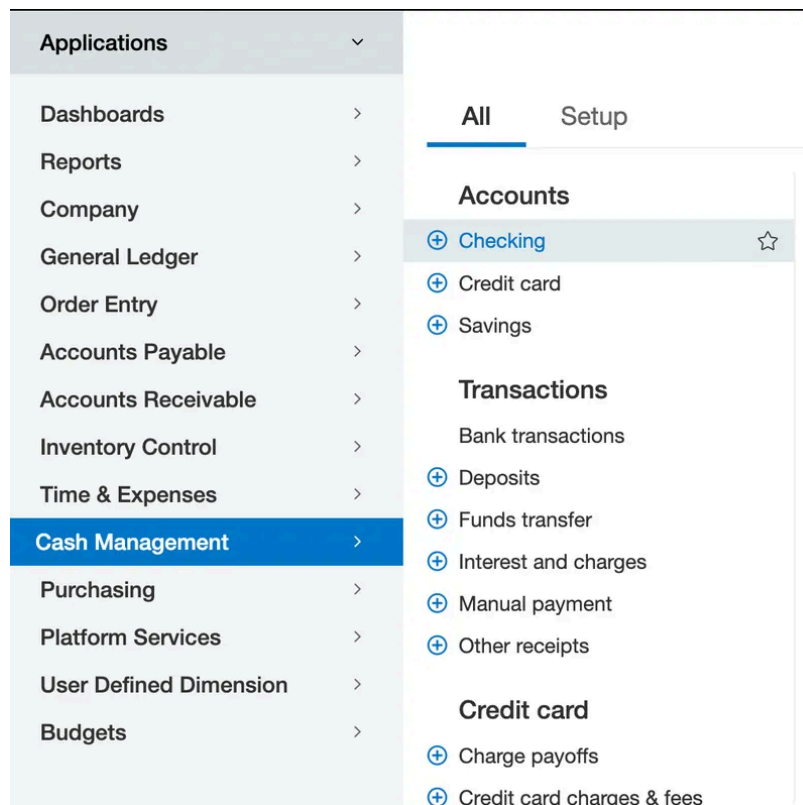 Applications
Dashboards
Reports
Company
General Ledger
Order Entry
Accounts Payable
Accounts Receivable
Inventory Control
Time & Expenses
Cash Management
Purchasing
Platform Services
User Defined Dimension
Budgets
All Setup
Accounts
Checking
Credit card
Savings
Transactions
Bank transactions
Deposits
Funds transfer
Interest and charges
Manual payment
Other receipts
Credit card
Charge payoffs
Credit card charges & fees